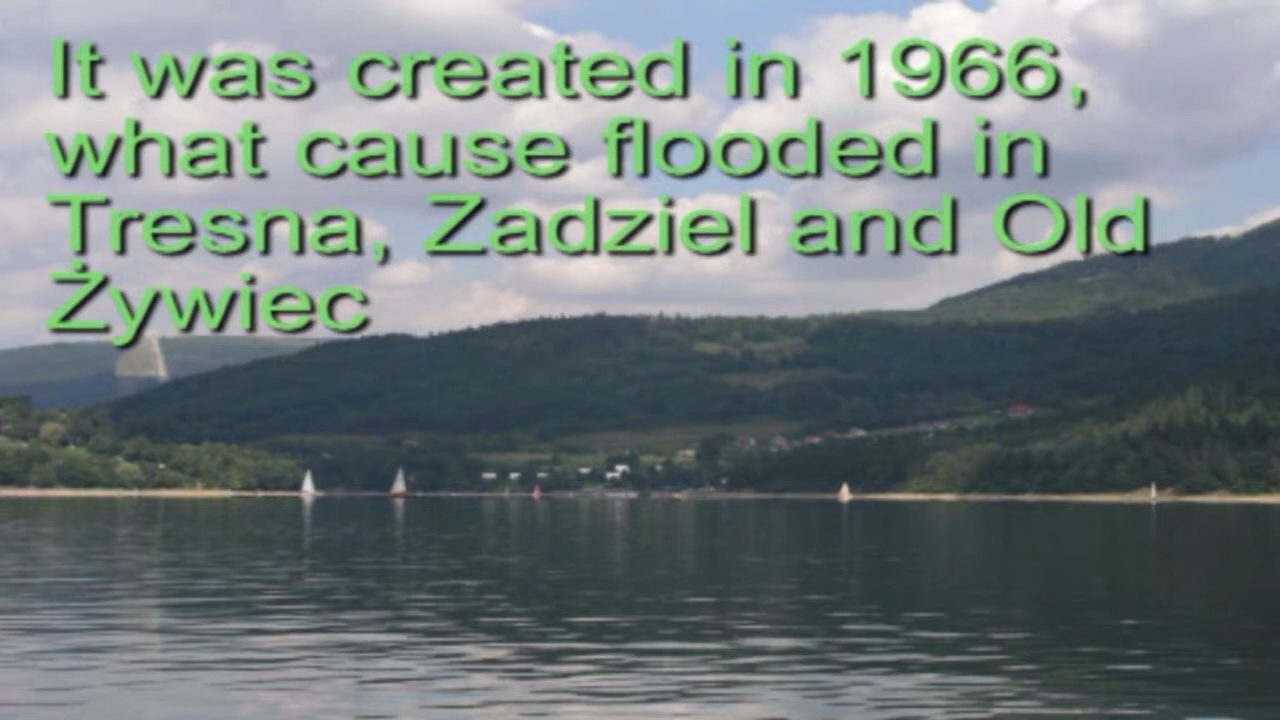 It was created in 1966,
what cause flooded in
Tresna, Zadziel and Old
Żywiec